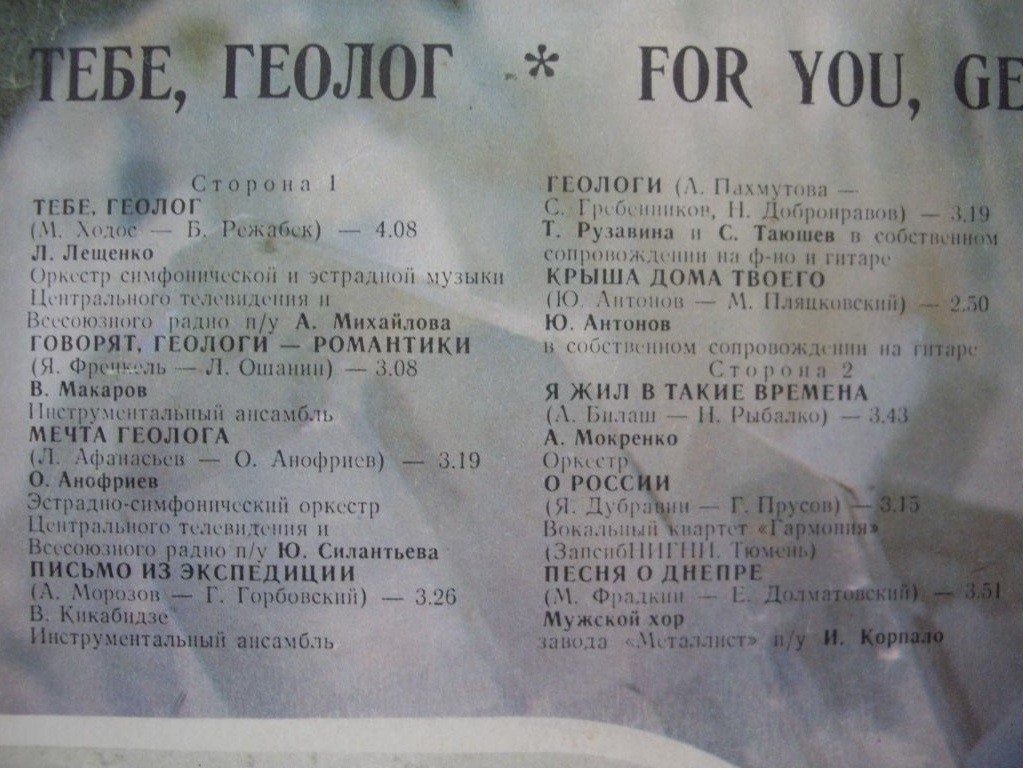 ТЕБЕ, ГЕОЛОГ * FOR YOU, GE
Сторона 1
ТЕБЕ, ГЕОЛОГ
(М. Ходос — Б. Режабек) — 4.08
Л. Лещенко
Оркестр симфонической и эстрадной музыки
Центрального телевидения и
Всесоюзного радио п/у А. Михайлова
ГОВОРЯТ, ГЕОЛОГИ — РОМАНТИКИ
(Я. Френкель — Л. Ошанин) — 3.08
В. Макаров
Инструментальный ансамбль
МЕЧТА ГЕОЛОГА
(Л. Афанасьев — О. Анофриев) — 3.19
О. Анофриев
Эстрадно-симфонический оркестр
Центрального телевидения и
Всесоюзного радио п/у Ю. Силантьева
ПИСЬМО ИЗ ЭКСПЕДИЦИИ
(А. Морозов — Г. Горбовский) — 3.26
В. Кикабидзе
Инструментальный ансамбль
ГЕОЛОГИ (А. Пахмутова —
С. Гребенников, Н. Добронравов) — 3.19
Т. Рузавина и С. Таюшев в собственном
сопровождении на ф-но и гитаре
КРЫША ДОМА ТВОЕГО
(Ю. Антонов — М. Пляцковский) — 2.50
Ю. Антонов
в собственном сопровождении на гитаре
Сторона 2
Я ЖИЛ В ТАКИЕ ВРЕМЕНА
(А. Билаш — Н. Рыбалко) — 3.43
А. Мокренко
Оркестр
О РОССИИ
(Я. Дубравин — Г. Прусов) — 3.15
Вокальный квартет «Гармония»
(ЗапсибНИГНИ, Тюмень)
ПЕСНЯ О ДНЕПРЕ
(М. Фрадкин — Е. Долматовский) — 3.51
Мужской хор
завода «Металлист» п/у И. Корпало